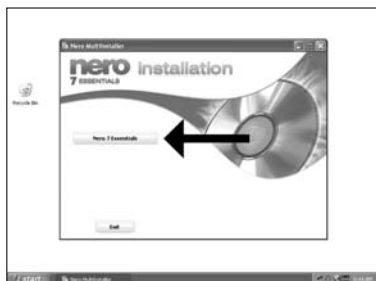 Nero MultiInstaller
nero installation
7 ESSENTIALS
Recycle Bin
Nero 7 Essentials
Exit
START
Nero MultiInstaller